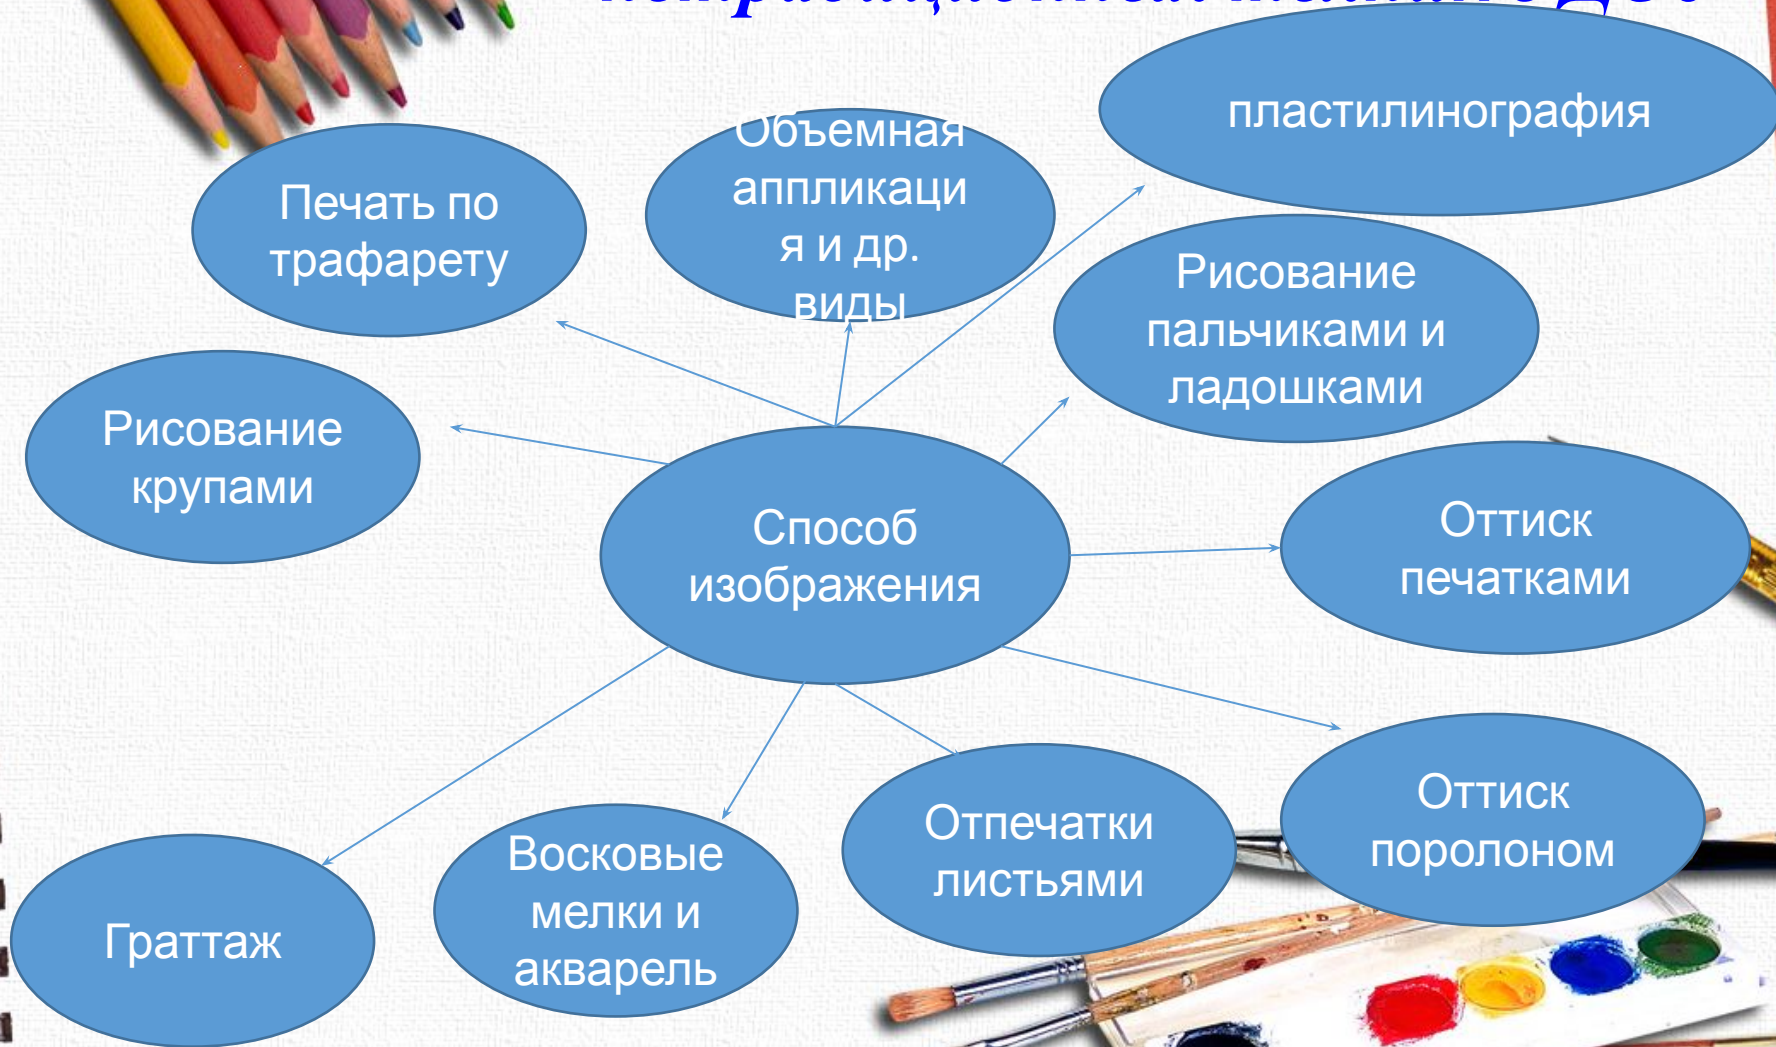 пластилинография
Объемная
аппликаци
я и др.
виды
Печать по
трафарету
Рисование
пальчиками и
ладошками
Рисование
крупами
Способ
изображения
Оттиск
печатками
Оттиск
поролоном
Отпечатки
листьями
Восковые
мелки и
акварель
Граттаж